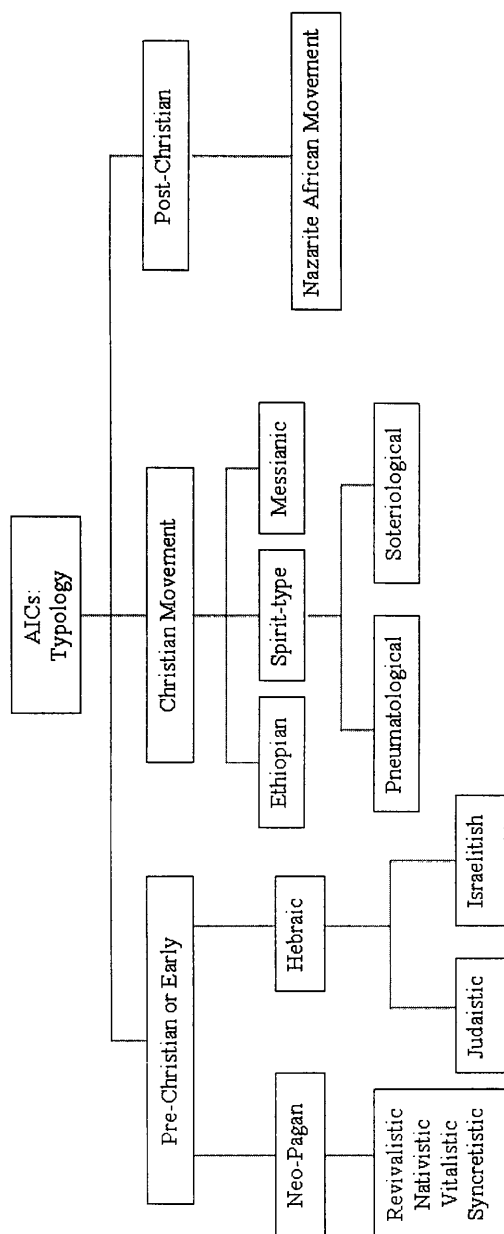 AICs:
Typology
Pre-Christian or Early
Christian Movement
Post-Christian
Neo-Pagan
Hebraic
Ethiopian
Spirit-type
Messianic
Nazarite African Movement
Revivalistic
Nativistic
Vitalistic
Syncretistic
Judaistic
Israelitish
Pneumatological
Soteriological